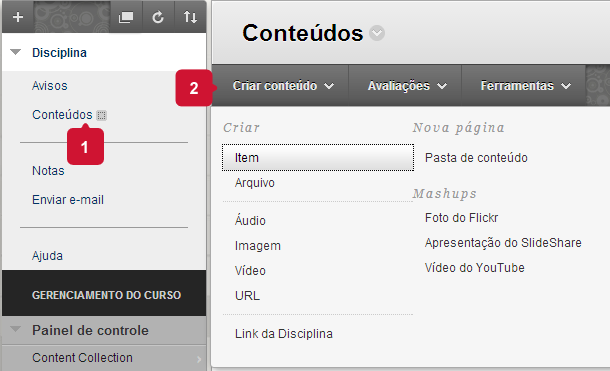 Disciplina
Avisos
Conteúdos
1
Notas
Enviar e-mail
Ajuda
GERENCIAMENTO DO CURSO
Painel de controle
Content Collection
Conteúdos
2
Criar conteúdo
Avaliações
Ferramentas
Criar
Item
Arquivo
Áudio
Imagem
Vídeo
URL
Link da Disciplina
Nova página
Pasta de conteúdo
Mashups
Foto do Flickr
Apresentação do SlideShare
Vídeo do YouTube